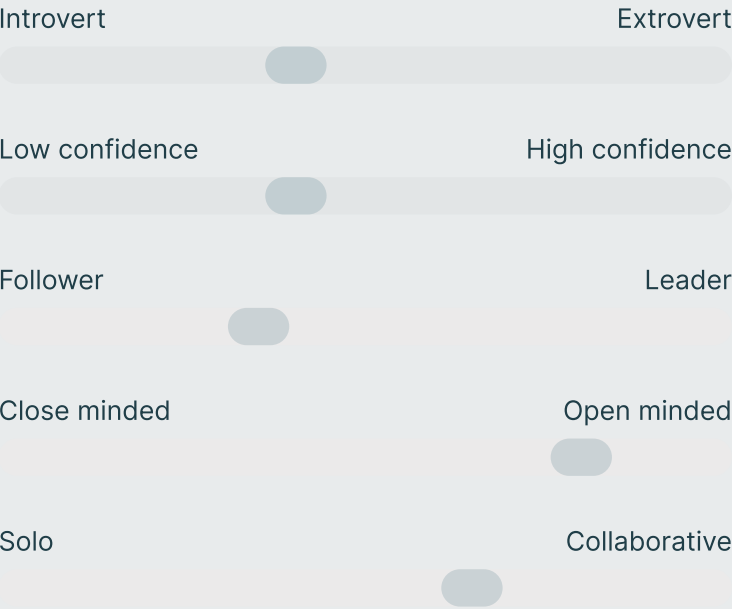 Introvert Extrovert
Low confidence High confidence
Follower Leader
Close minded Open minded
Solo Collaborative